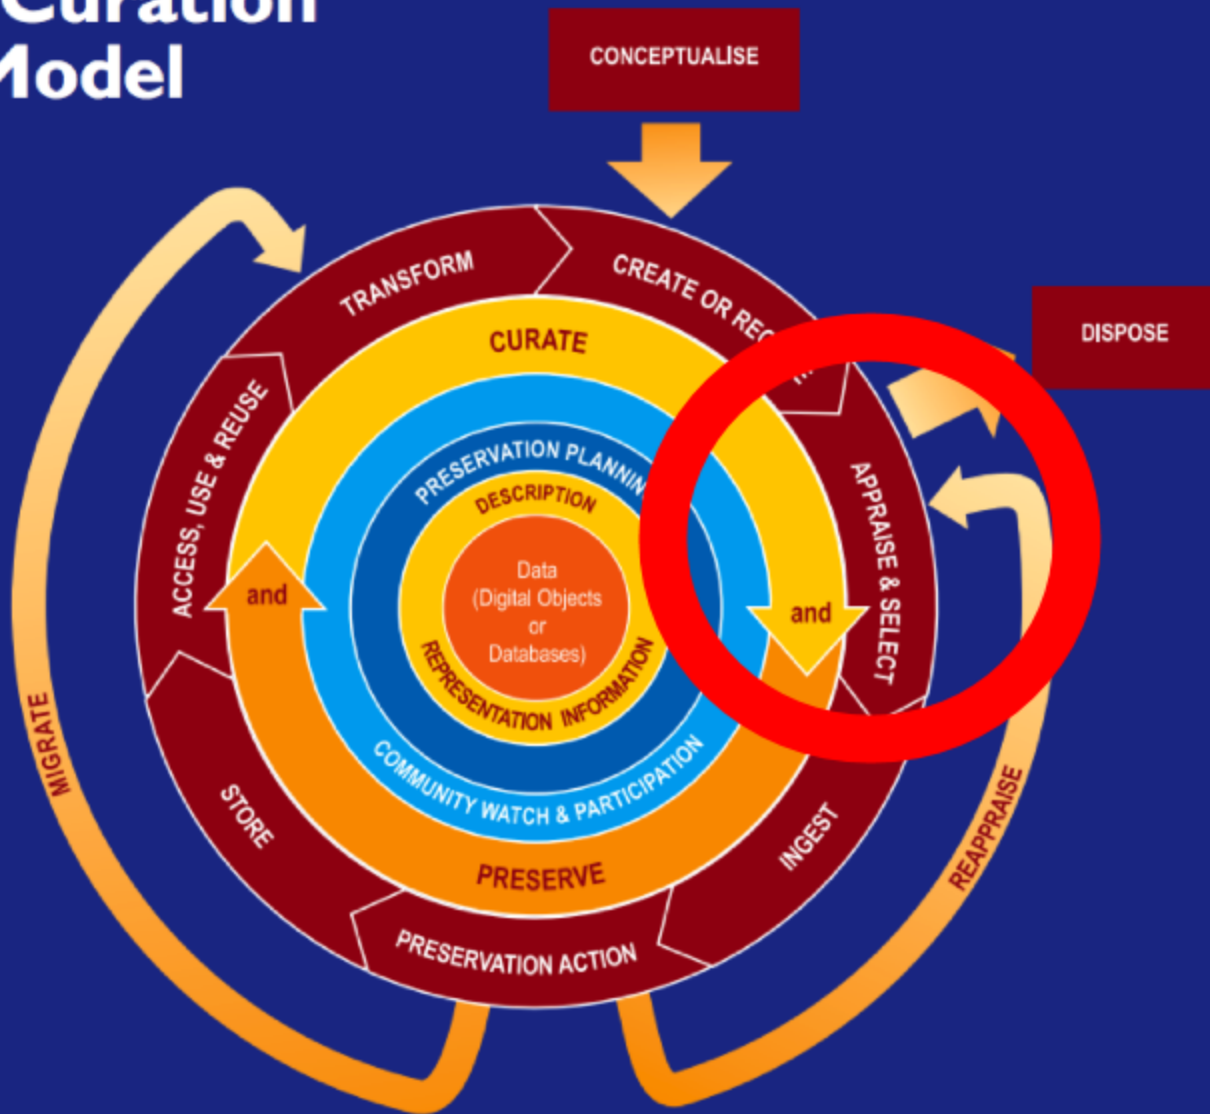 Curation
Model
CONCEPTUALISE
DISPOSE
TRANSFORM
CREATE OR
APPRAISE & SELECT
INGEST
PRESERVATION ACTION
STORE
ACCESS, USE & REUSE
CURATE
and
PRESERVE
and
PRESERVATION
COMMUNITY WATCH & PARTICIPATION
DESCRIPTION
REPRESENTATION INFORMATION
Data
(Digital Objects
or
Databases)
MIGRATE
REAPPRAISE